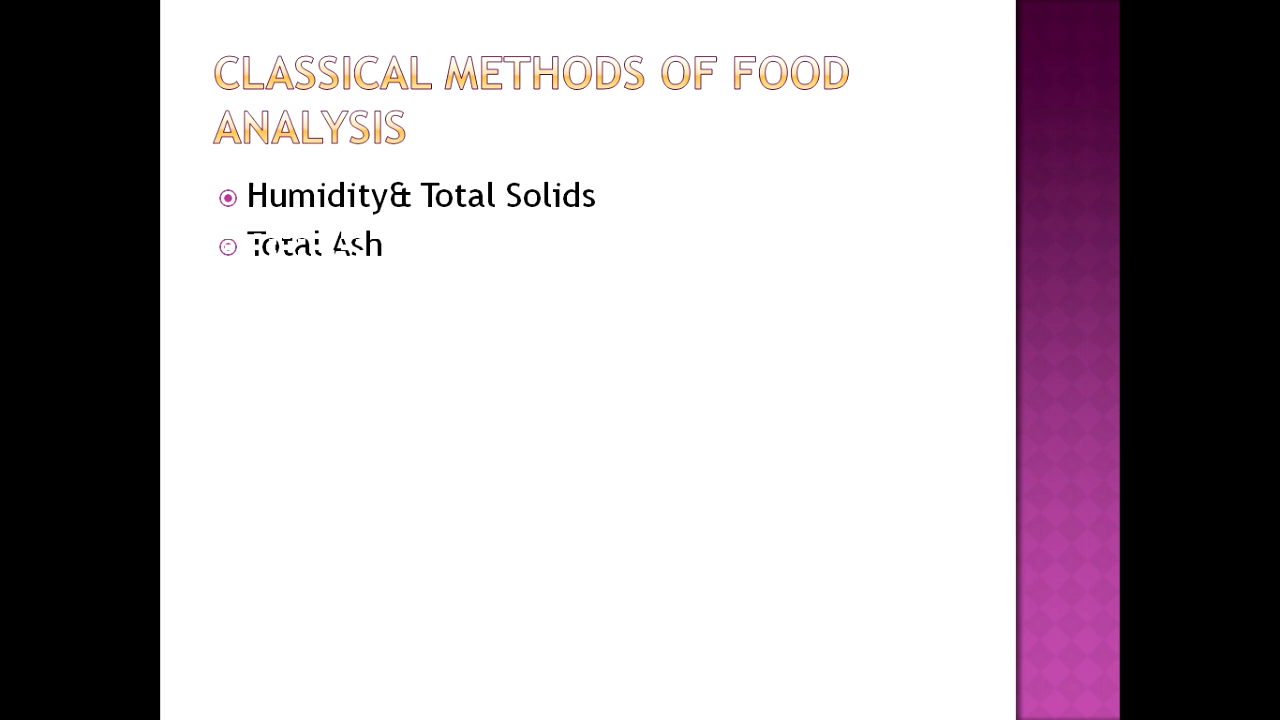 CLASSICAL METHODS OF FOOD
ANALYSIS
Humidity& Total Solids
Total Ash